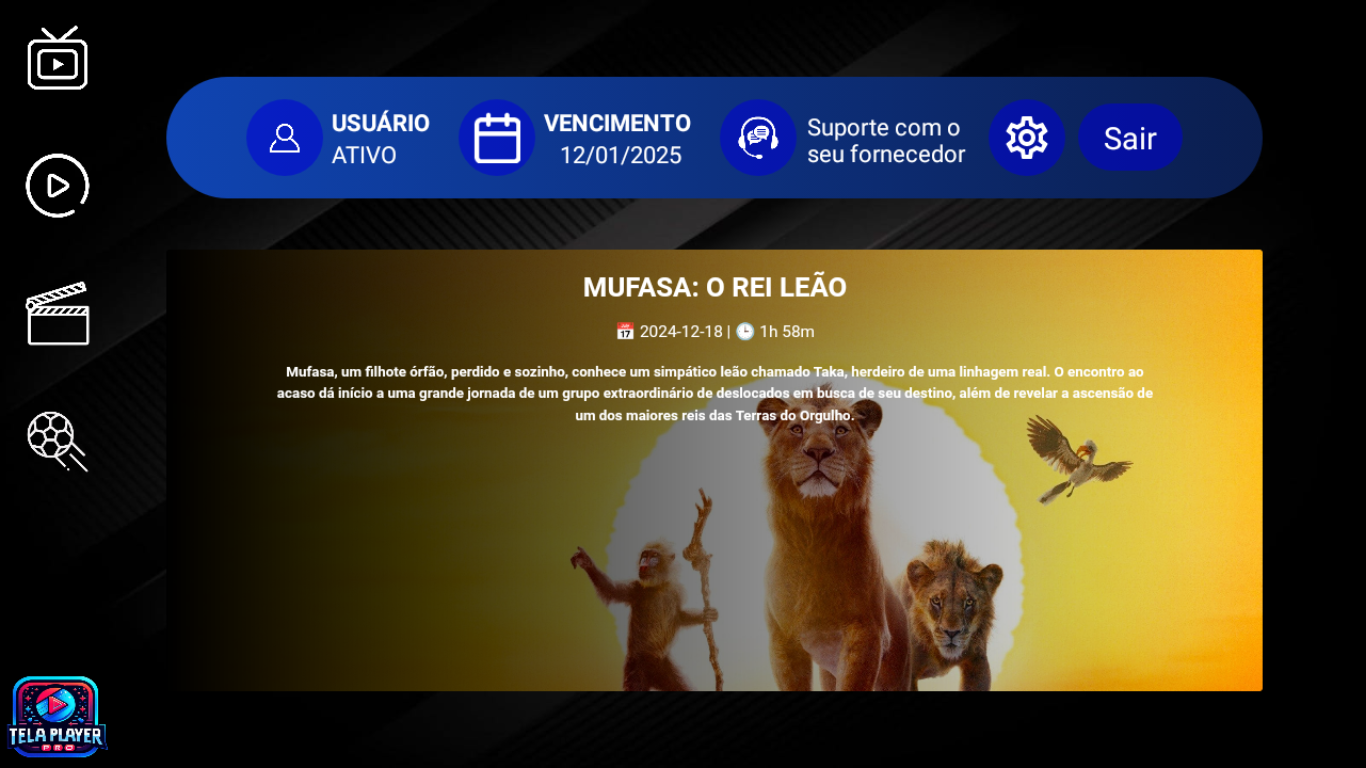 USUÁRIO
ATIVO
VENCIMENTO
12/01/2025
Suporte com o
seu fornecedor
Sair
MUFASA: O REI LEÃO
📅 2024-12-18 | 🕒 1h 58m
Mufasa, um filhote órfão, perdido e sozinho, conhece um simpático leão chamado Taka, herdeiro de uma linhagem real. O encontro ao
acaso dá início a uma grande jornada de um grupo extraordinário de deslocados em busca de seu destino, além de revelar a ascensão de
um dos maiores reis das Terras do Orgulho.
TELA PLAYER
PRO